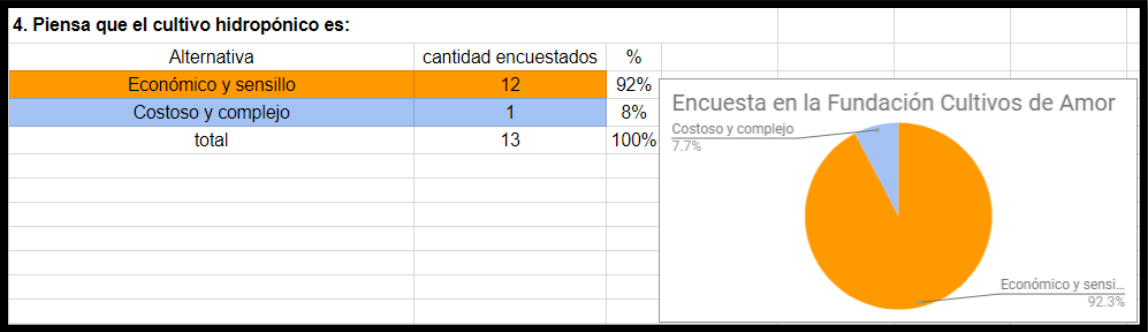 4. Piensa que el cultivo hidropónico es:
Alternativa cantidad encuestados %
Económico y sensillo 12 92%
Costoso y complejo 1 8%
total 13 100%
Encuesta en la Fundación Cultivos de Amor
Costoso y complejo
7.7%
Económico y sensi...
92.3%